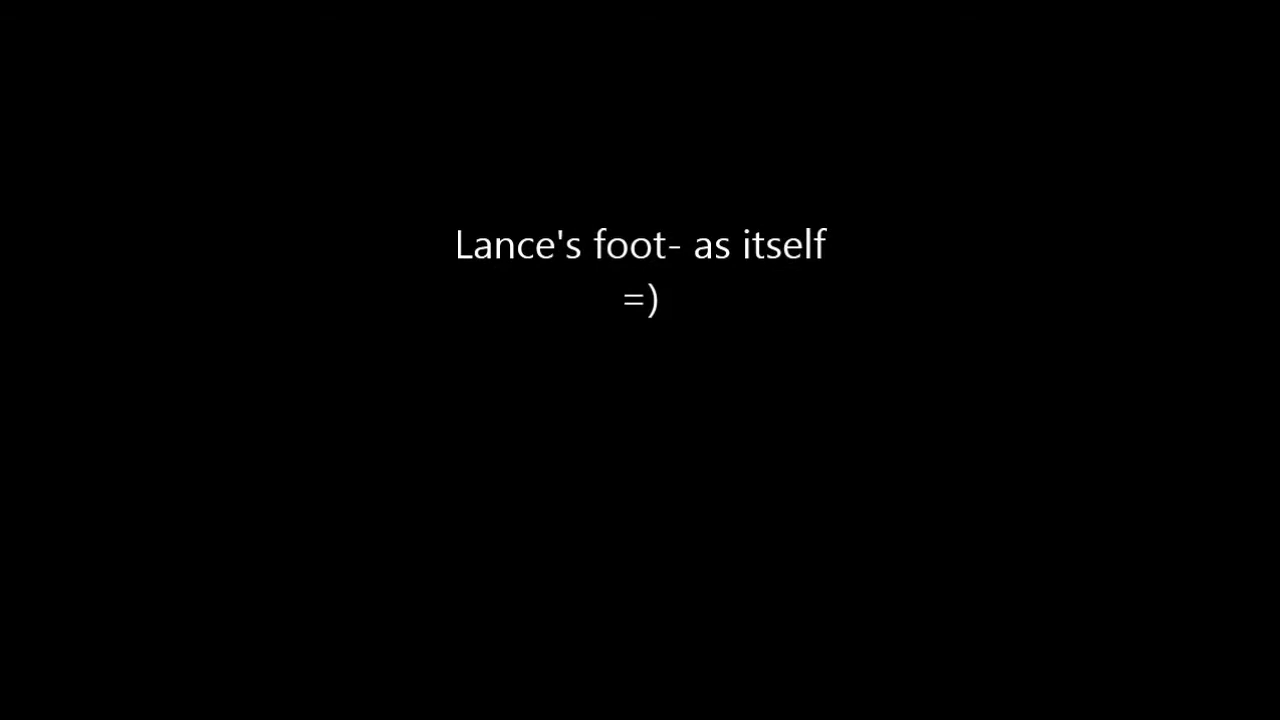 Lance's foot- as itself
=)